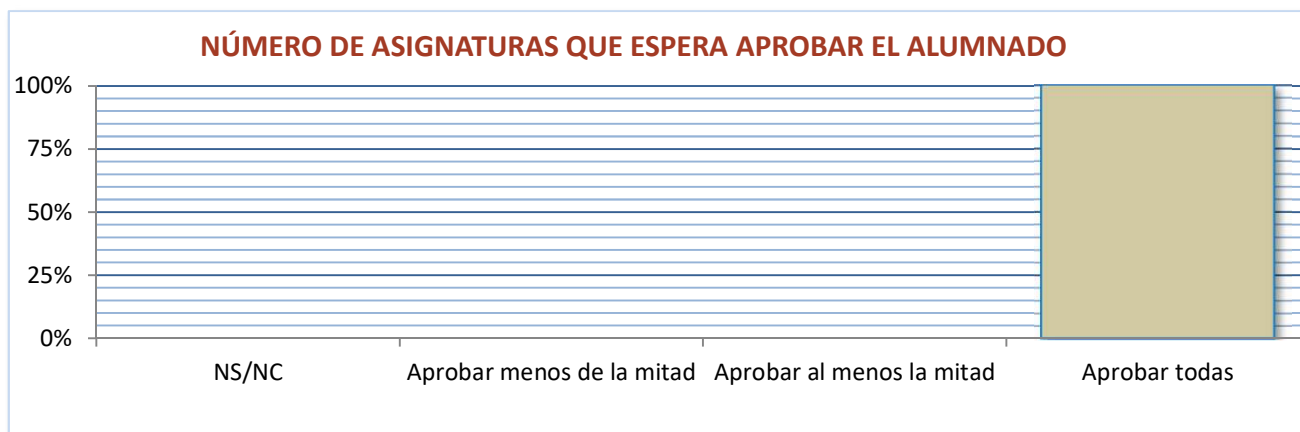 NÚMERO DE ASIGNATURAS QUE ESPERA APROBAR EL ALUMNADO
100%
75%
50%
25%
0%
NS/NC
Aprobar menos de la mitad
Aprobar al menos la mitad
Aprobar todas